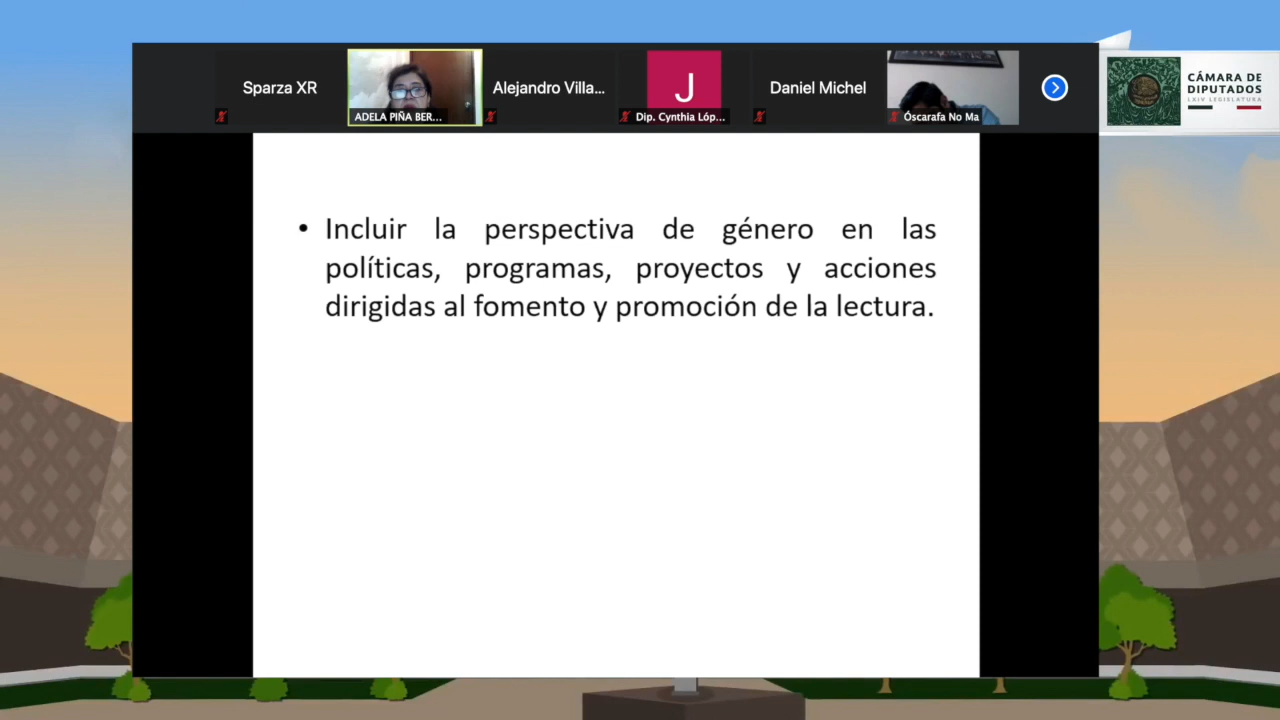 Sparza XR
ADELA PIÑA BER...
Alejandro Villa...
J
Dip. Cynthia Lóp...
Daniel Michel
Óscarafa No Ma
CÁMARA DE
DIPUTADOS
LXIV LEGISLATURA
• Incluir la perspectiva de género en las
políticas, programas, proyectos y acciones
dirigidas al fomento y promoción de la lectura.